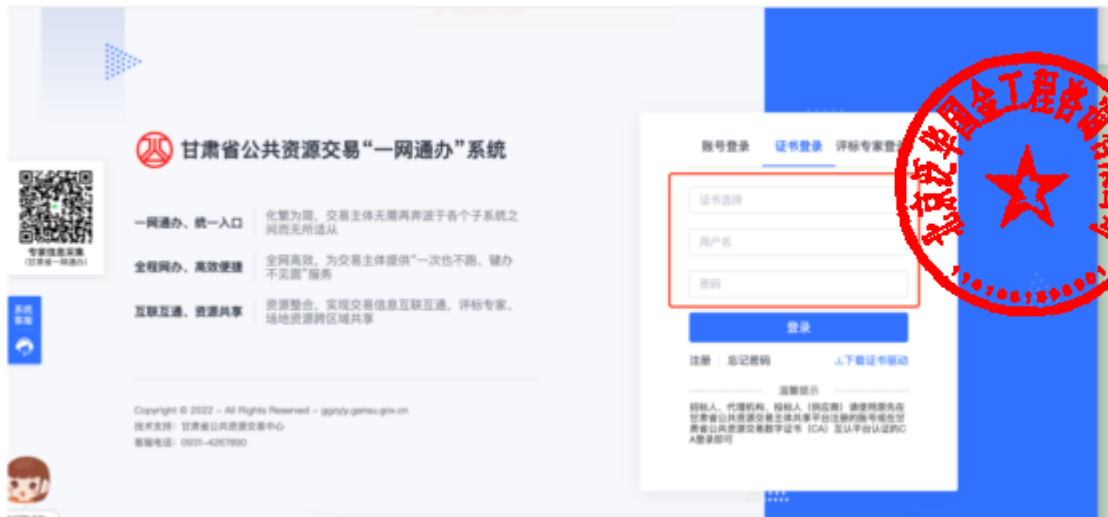 甘肃省公共资源交易“一网通办”系统
一网通办、统一入口
化繁为简，交易主体无需再奔波于各个子系统之
间而无所适从
全程网办、高效便捷
全网高效，为交易主体提供“一次也不跑、键办
不见面”服务
互联互通、资源共享
资源整合，实现交易信息互联互通，评标专家、
场地资源跨区域共享
专家信息采集
(甘肃省一网通办)
系统
客服
Copyright © 2022 - All Rights Reserved - ggzyjy.gansu.gov.cn
技术支持：甘肃省公共资源交易中心
客服电话：0931-4267890
账号登录 证书登录 评标专家登
证书选择
用户名
密码
登录
注册 忘记密码 下载证书驱动
温馨提示
招标人、代理机构、投标人（供应商）请使用原先在
甘肃省公共资源交易主体共享平台注册的账号或在甘
肃省公共资源交易数字证书（CA）互认平台认证的C
A登录即可
北京泛华国金工程咨询